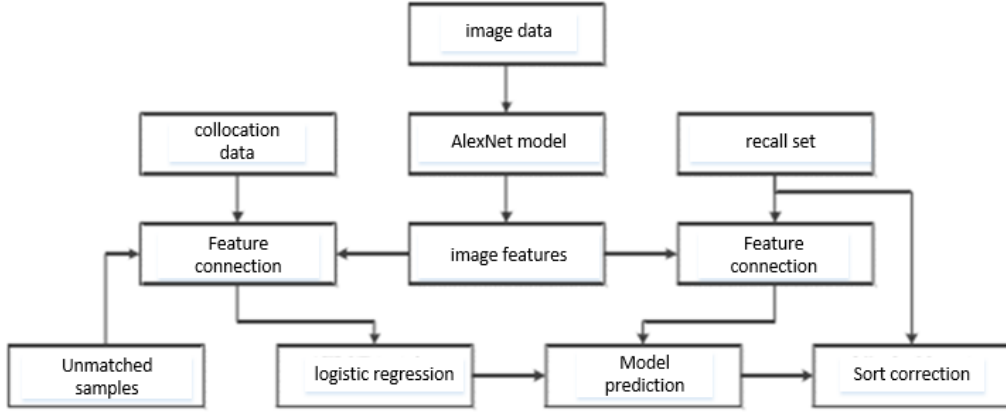 image data
collocation
data
AlexNet model
recall set
Feature
connection
image features
Feature
connection
Unmatched
samples
logistic regression
Model
prediction
Sort correction